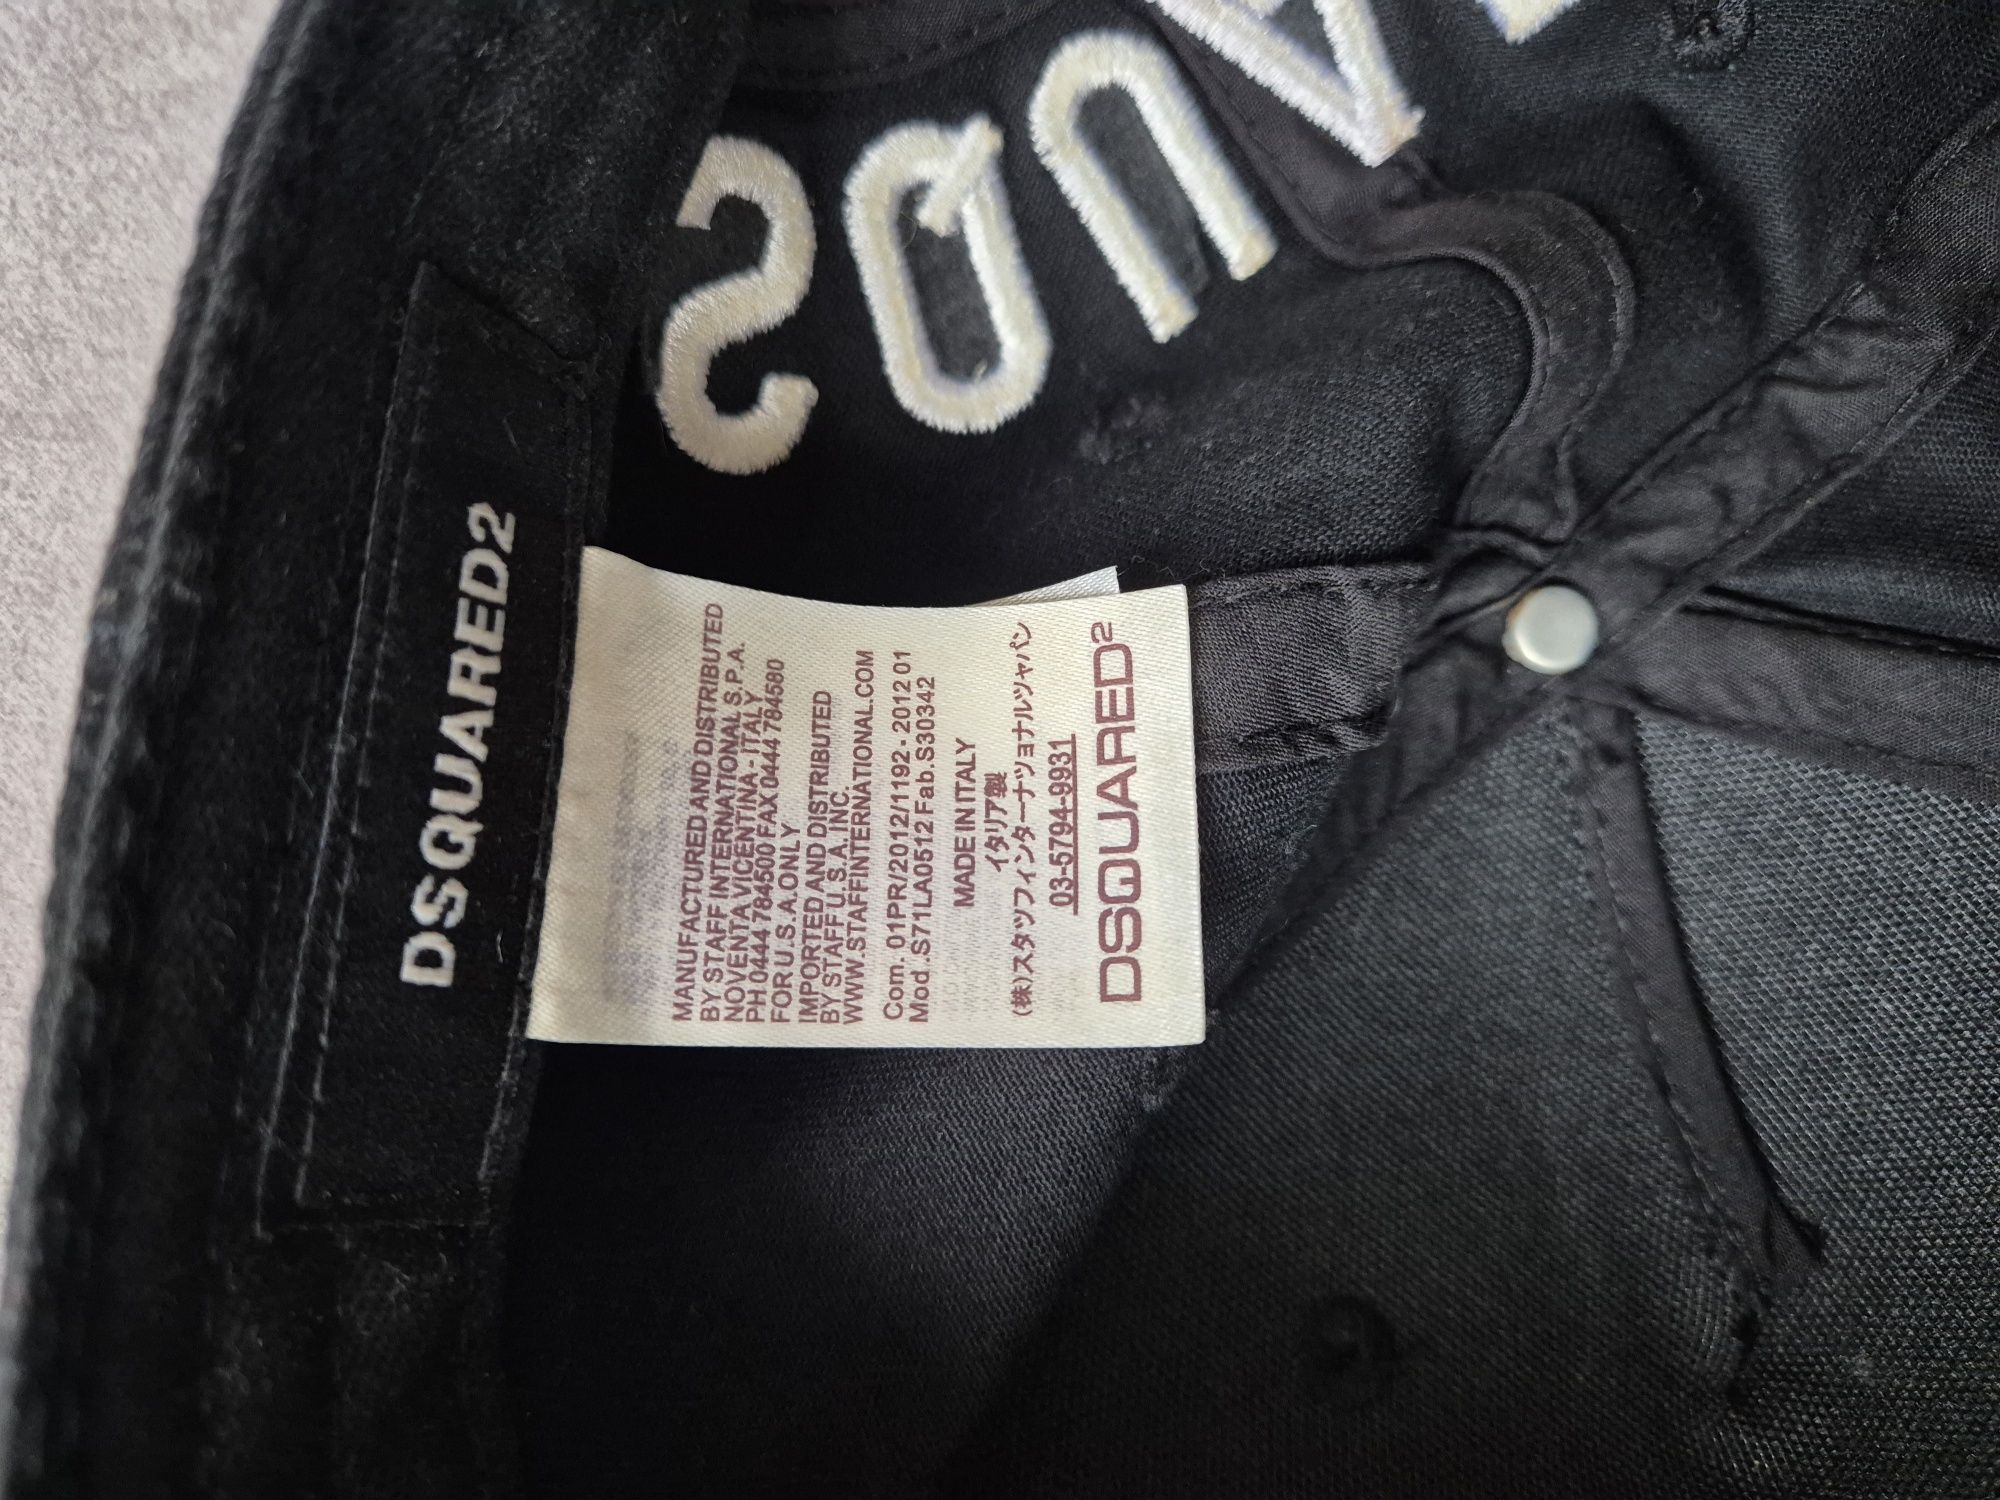 SQUA
DSQUARED2
MANUFACTURED AND DISTRIBUTED
BY STAFF INTERNATIONAL S.P.A.
NOVENTA VICENTINA - ITALY
PH 0444 784500 FAX 0444 784580
FOR U.S.A. ONLY
IMPORTED AND DISTRIBUTED
BY STAFF U.S.A. INC.
WWW.STAFFINTERNATIONAL.COM
Com. 01PR/2012/1192 - 2012 01
Mod. S71LA0512 Fab. S30342
MADE IN ITALY
イタリア製
(株)スタッフインターナショナルジャパン
03-5794-9931
DSQUARED2